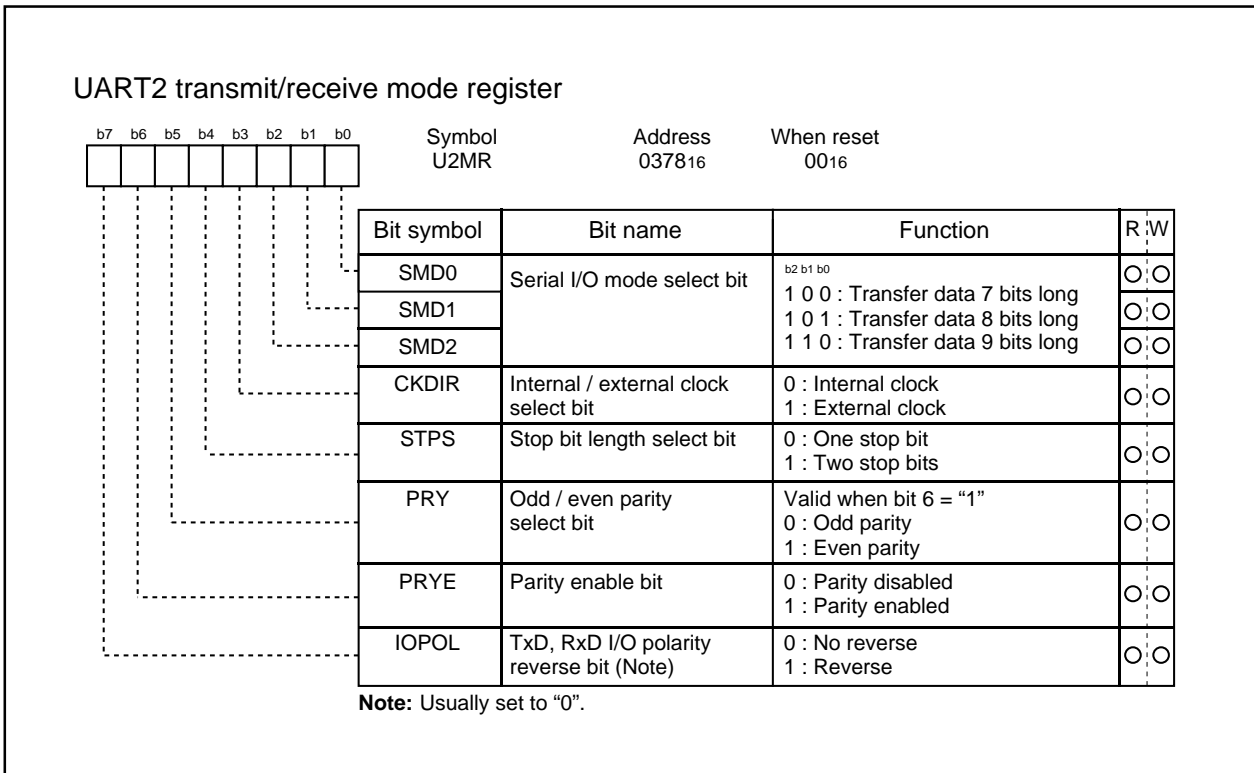 UART2 transmit/receive mode register
b7 b6 b5 b4 b3 b2 b1 b0
Symbol Address When reset
U2MR 037816 0016
Bit symbol Bit name Function R W
SMD0 Serial I/O mode select bit b2 b1 b0
1 0 0 : Transfer data 7 bits long
SMD1 1 0 1 : Transfer data 8 bits long
SMD2 1 1 0 : Transfer data 9 bits long
CKDIR Internal / external clock 0 : Internal clock
select bit 1 : External clock
STPS Stop bit length select bit 0 : One stop bit
1 : Two stop bits
PRY Odd / even parity Valid when bit 6 = “1”
select bit 0 : Odd parity
1 : Even parity
PRYE Parity enable bit 0 : Parity disabled
1 : Parity enabled
IOPOL TxD, RxD I/O polarity 0 : No reverse
reverse bit (Note) 1 : Reverse
Note: Usually set to “0”.